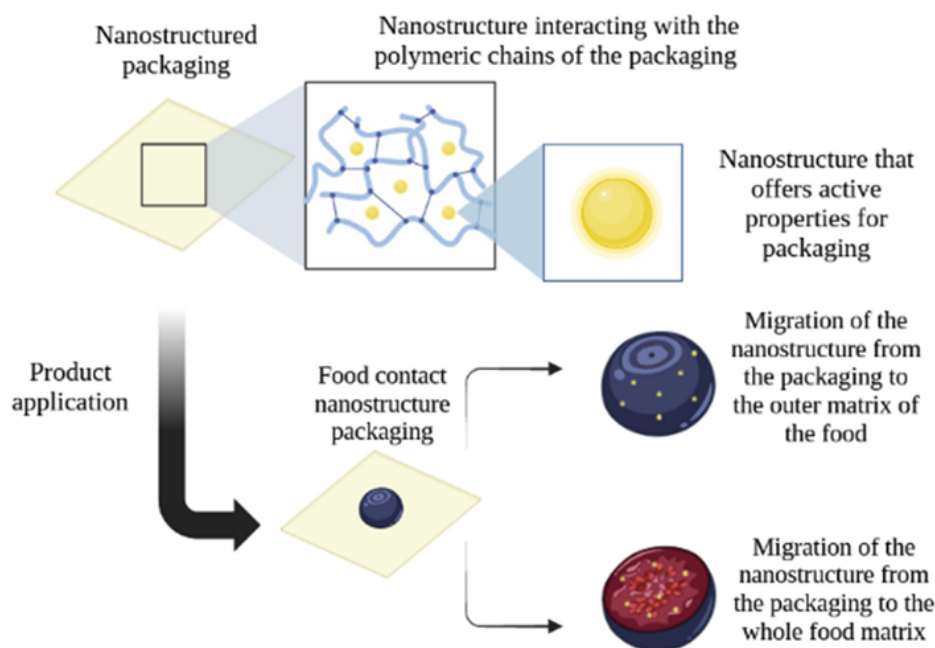 Nanostructured
packaging
Nanostructure interacting with the
polymeric chains of the packaging
Nanostructure that
offers active
properties for
packaging
Product
application
Food contact
nanostructure
packaging
Migration of the
nanostructure from
the packaging to
the outer matrix of
the food
Migration of the
nanostructure from
the packaging to the
whole food matrix